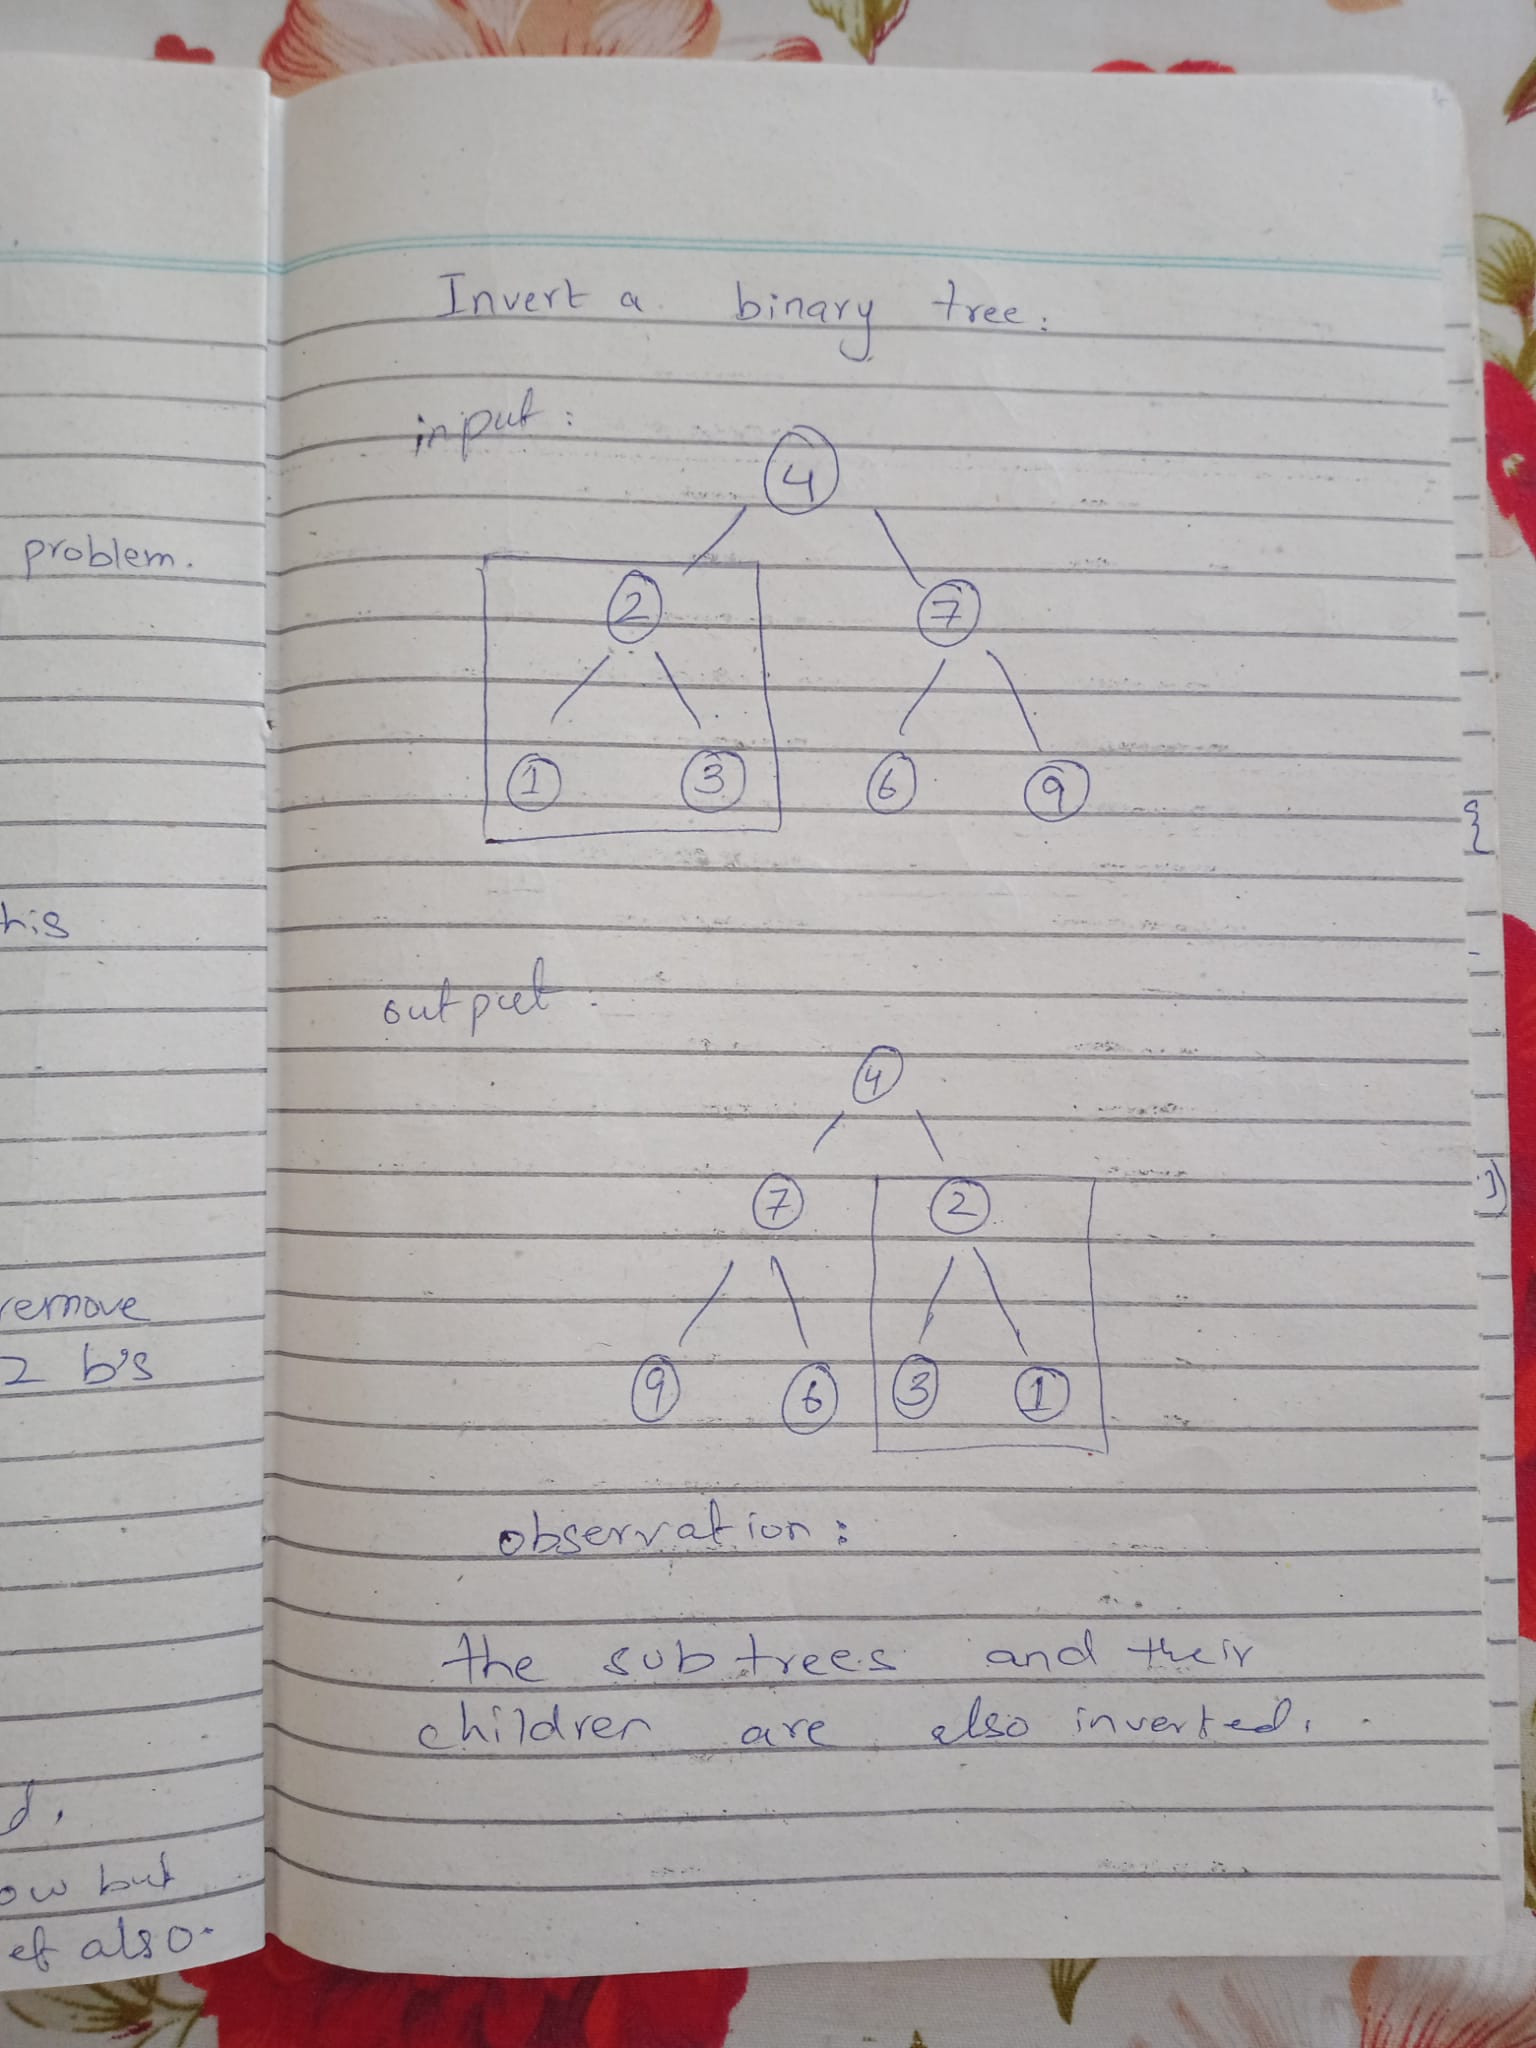 problem.
his
remove
2 b's
d.
ow but
ef also.
Invert a binary tree.
input :
4
2 7
1 3 6 9
output :
4
7 2
9 6 3 1
observation :
the subtrees and their
children are also inverted.